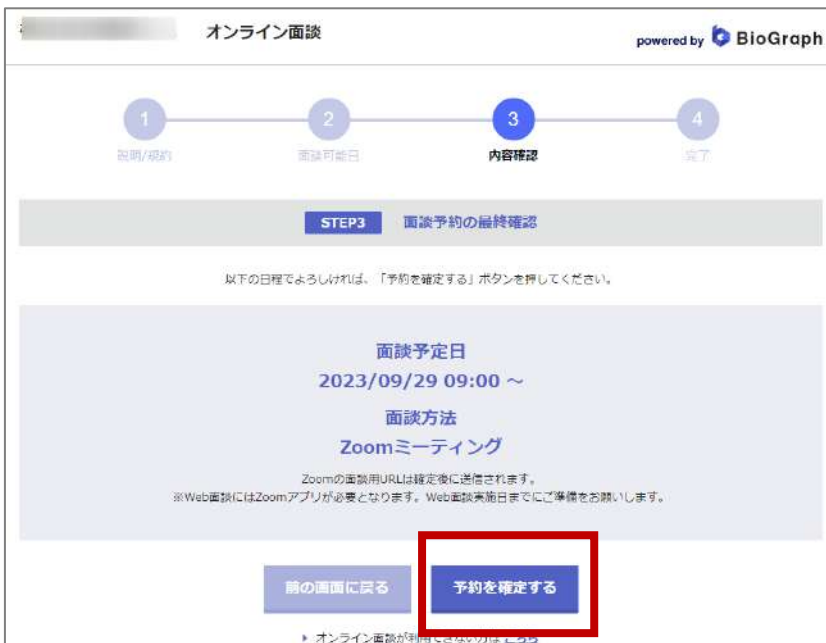 オンライン面談
powered by BioGraph
1
2
3
4
説明/規約
面談可能日
内容確認
完了
STEP3 面談予約の最終確認
以下の日程でよろしければ、「予約を確定する」ボタンを押してください。
面談予定日
2023/09/29 09:00 ～
面談方法
Zoomミーティング
Zoomの面談用URLは確定後に送信されます。
※Web面談にはZoomアプリが必要となります。Web面談実施日までにご準備をお願いします。
前の画面に戻る
予約を確定する
オンライン面談が利用できない方はこちら